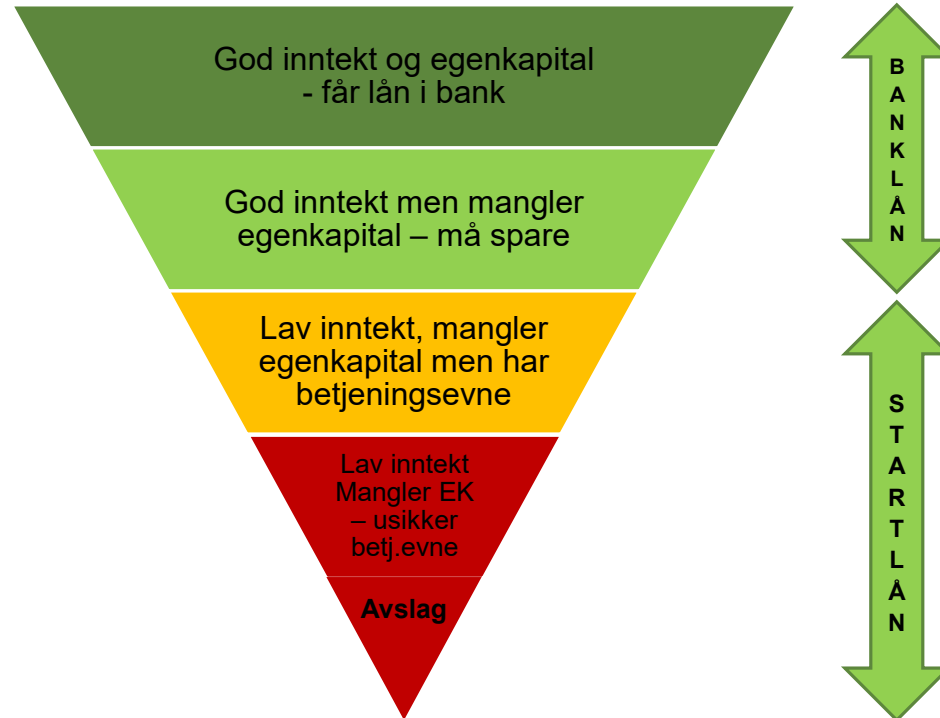 God inntekt og egenkapital
- får lån i bank
God inntekt men mangler
egenkapital – må spare
Lav inntekt, mangler
egenkapital men har
betjeningsevne
Lav inntekt
Mangler EK
– usikker
betj.evne
Avslag
B
A
N
K
L
Å
N
S
T
A
R
T
L
Å
N